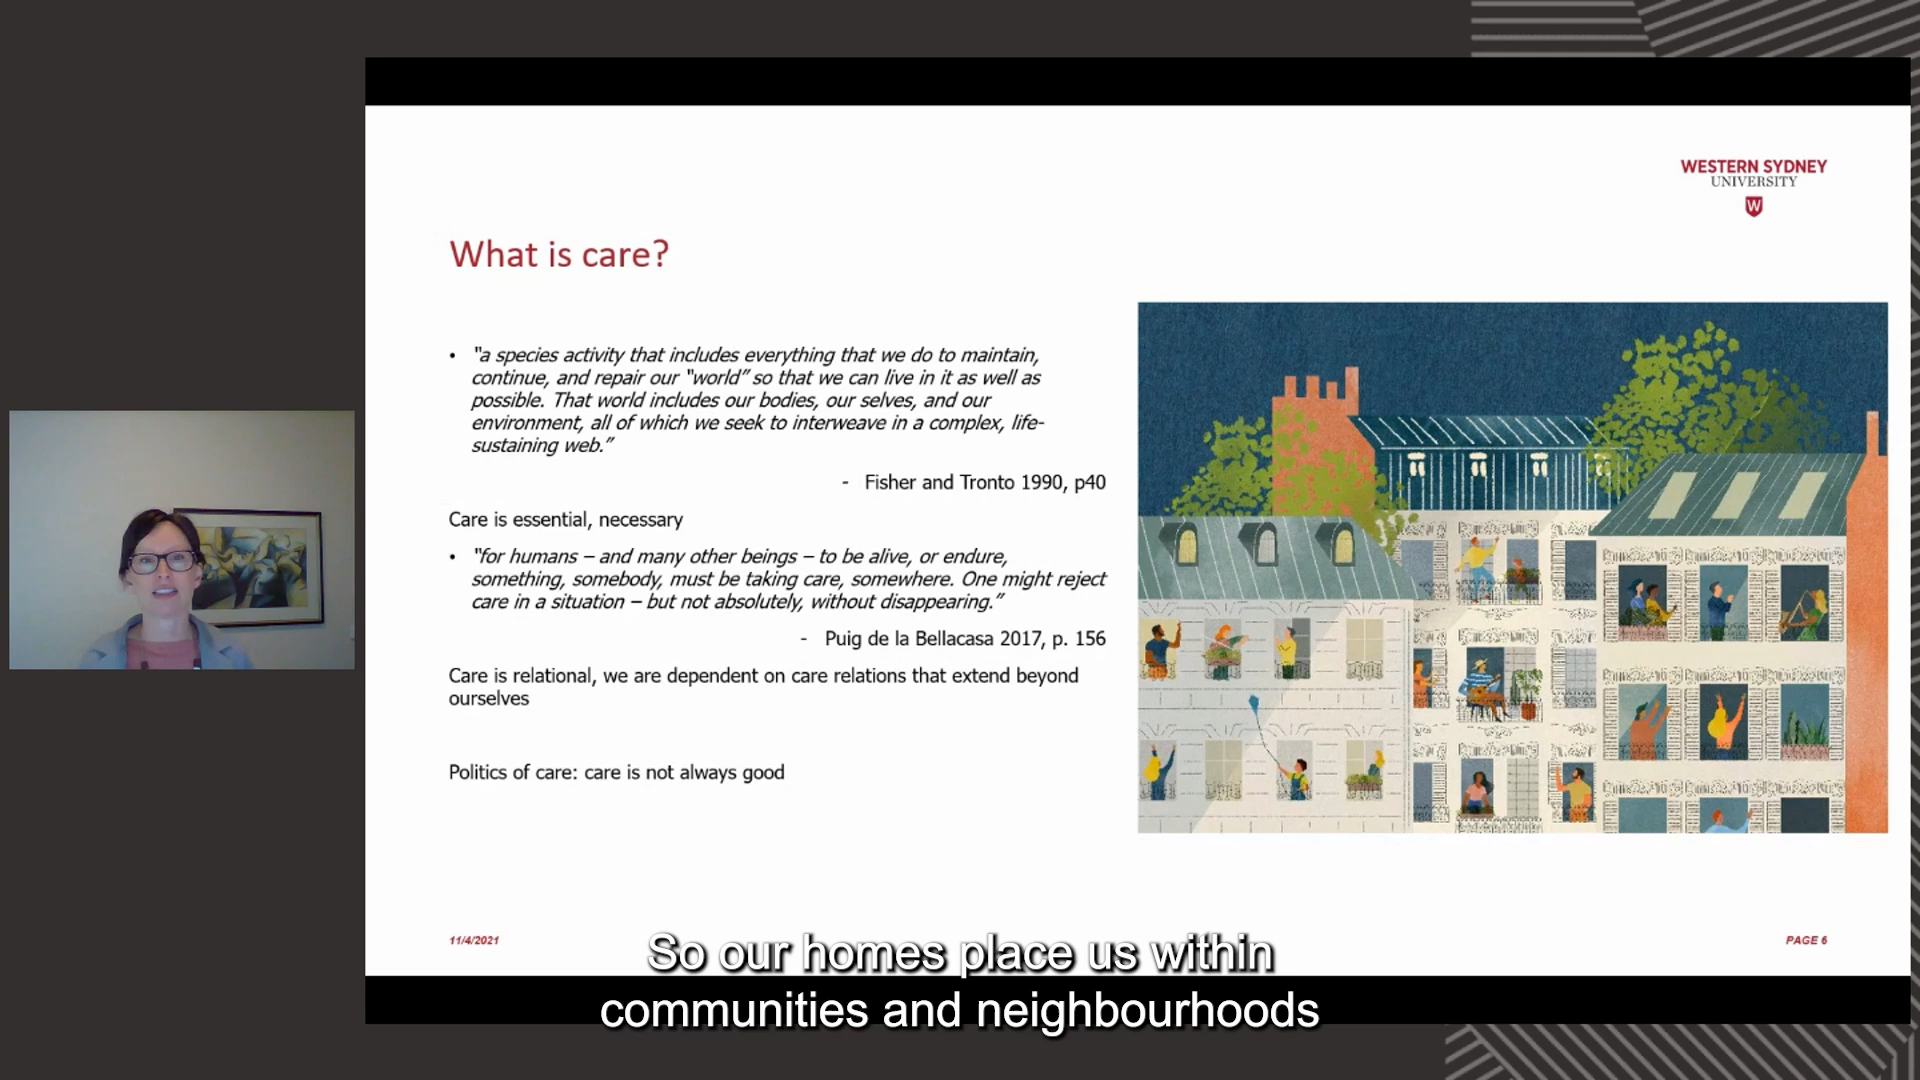 WESTERN SYDNEY
UNIVERSITY
W
What is care?
• "a species activity that includes everything that we do to maintain,
continue, and repair our "world" so that we can live in it as well as
possible. That world includes our bodies, our selves, and our
environment, all of which we seek to interweave in a complex, life-
sustaining web."
- Fisher and Tronto 1990, p40
Care is essential, necessary
• "for humans – and many other beings – to be alive, or endure,
something, somebody, must be taking care, somewhere. One might reject
care in a situation – but not absolutely, without disappearing."
- Puig de la Bellacasa 2017, p. 156
Care is relational, we are dependent on care relations that extend beyond
ourselves
Politics of care: care is not always good
11/4/2021
PAGE 6
So our homes place us within
communities and neighbourhoods